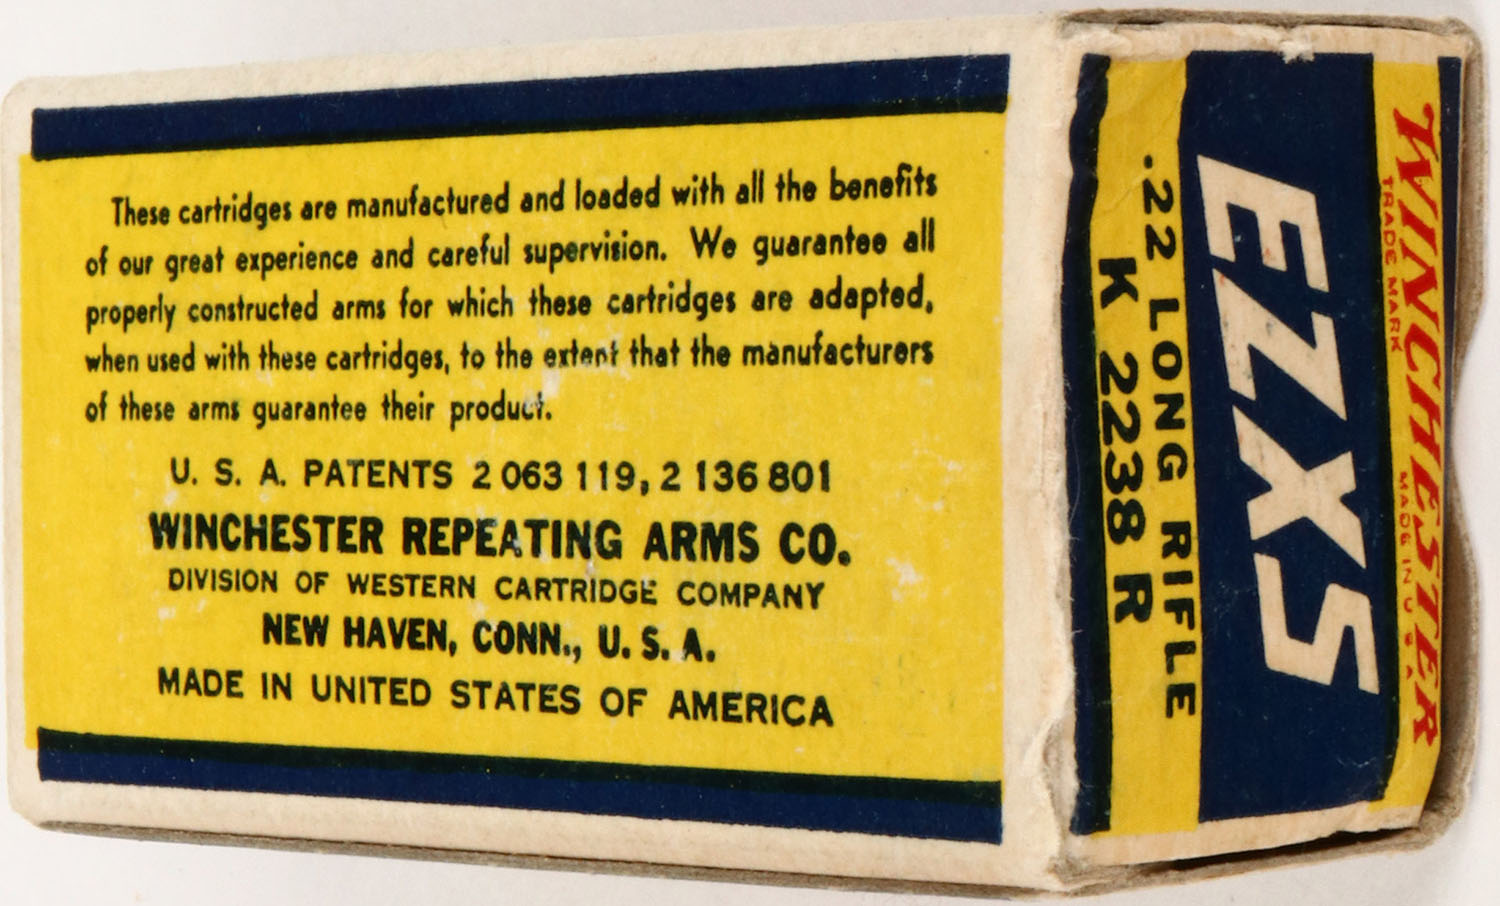 These cartridges are manufactured and loaded with all the benefits
of our great experience and careful supervision. We guarantee all
properly constructed arms for which these cartridges are adapted,
when used with these cartridges, to the extent that the manufacturers
of these arms guarantee their product.
U. S. A. PATENTS 2 063 119, 2 136 801
WINCHESTER REPEATING ARMS CO.
DIVISION OF WESTERN CARTRIDGE COMPANY
NEW HAVEN, CONN., U. S. A.
MADE IN UNITED STATES OF AMERICA
WINCHESTER
TRADE MARK MADE IN U. S. A.
EZXS
.22 LONG RIFLE
K 2238 R